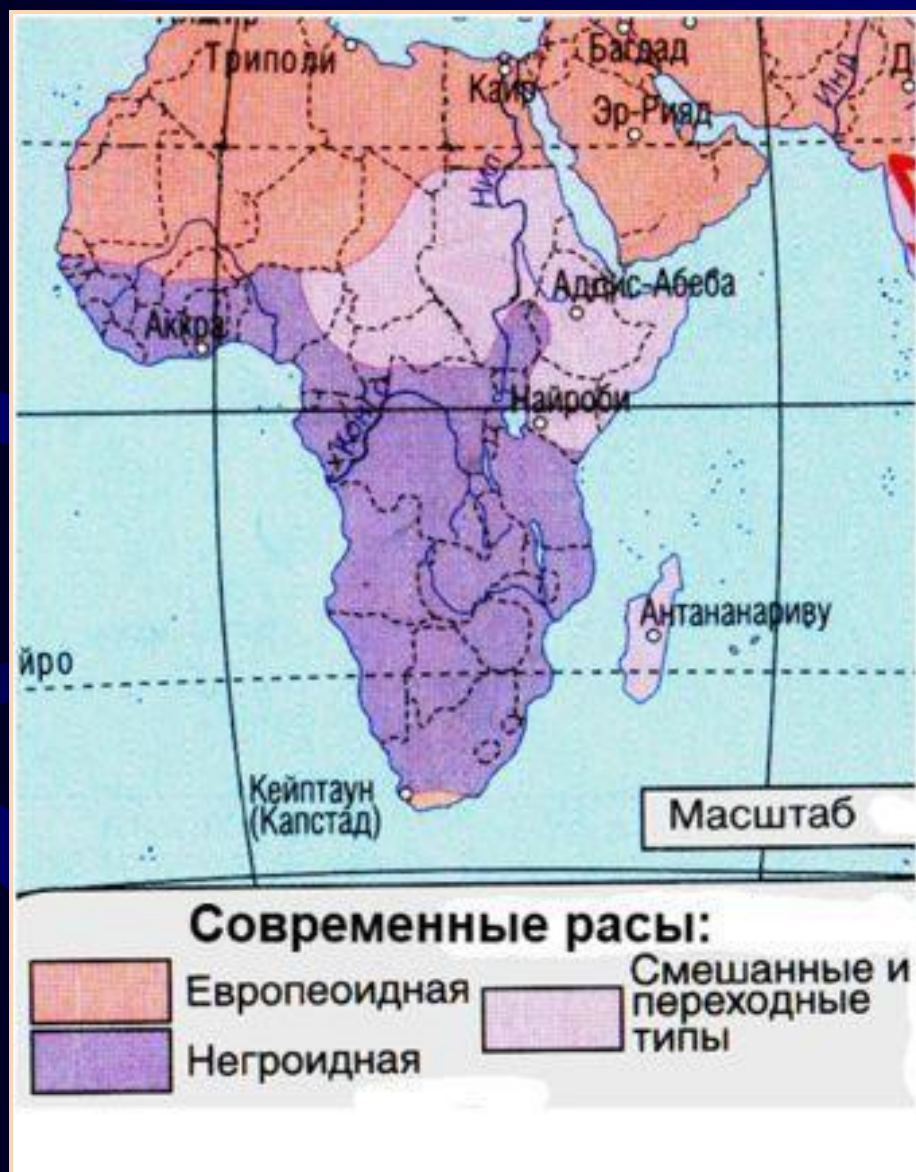 Триполи
Багдад
Каир
Инд
Эр-Рияд
Нил
Аддис-Абеба
Аккра
Найроби
Конго
Антананариву
йро
Кейптаун
(Капстад)
Масштаб
Современные расы:
Европеоидная
Негроидная
Смешанные и
переходные
типы